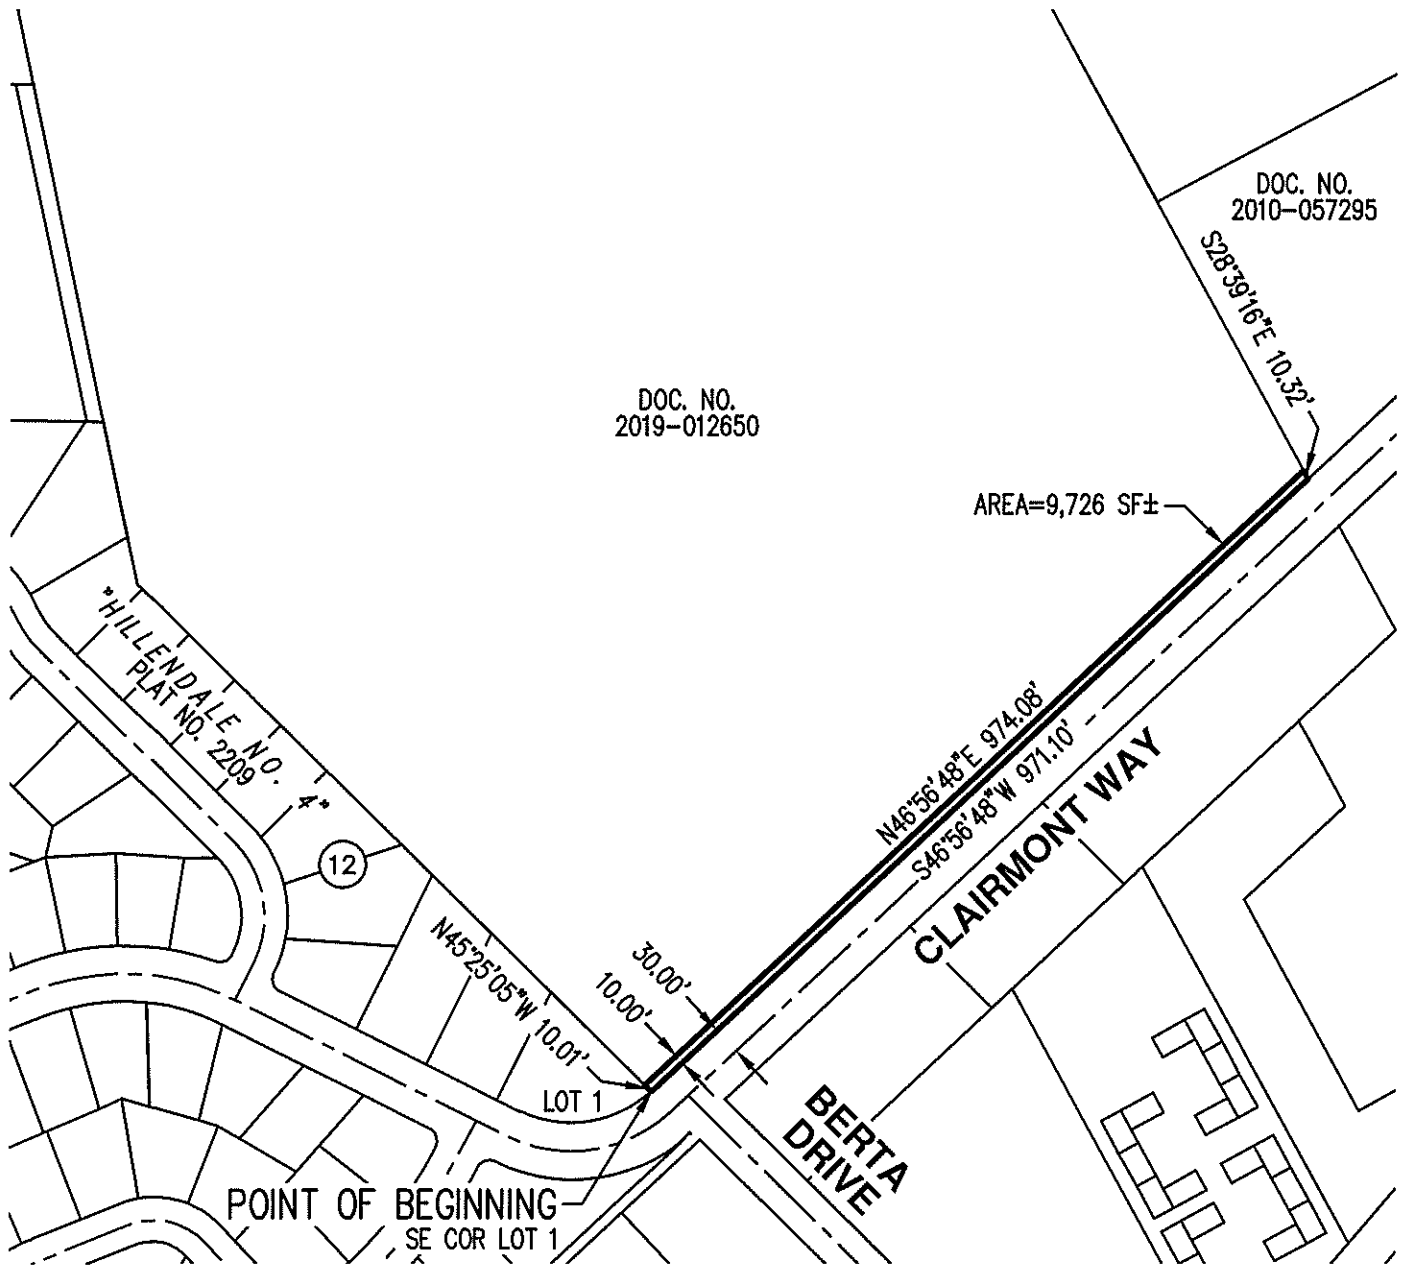 DOC. NO.
2010-057295
S28°39'16"E 10.32'
DOC. NO.
2019-012650
AREA=9,726 SF±
"HILLENDALE NO. 4"
PLAT NO. 2209
12
N46°56'48"E 974.08'
S46°56'48"W 971.10'
CLAIRMONT WAY
N45°25'05"W 10.01'
30.00'
10.00'
LOT 1
BERTA
DRIVE
POINT OF BEGINNING
SE COR LOT 1